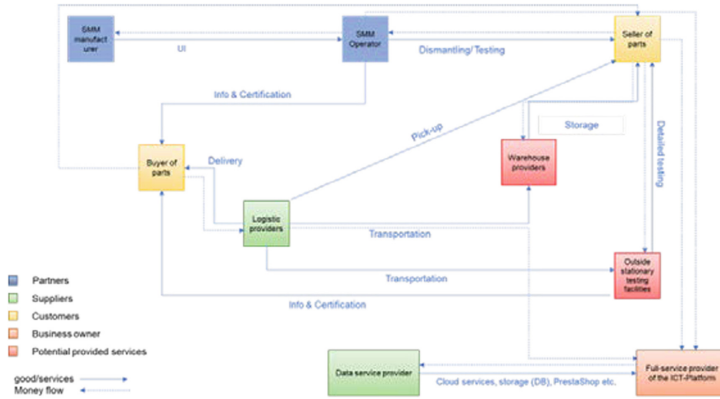 SMM
manufact
urer
SMM
Operator
Seller of
parts
UI
Dismantling/ Testing
Info & Certification
Pick-up
Storage
Detailed testing
Buyer of
parts
Delivery
Warehouse
providers
Logistic
providers
Transportation
Outside
stationary
testing
facilities
Transportation
Info & Certification
Partners
Suppliers
Customers
Business owner
Potential provided services
good/services
Money flow
Data service provider
Cloud services, storage (DB), PrestaShop etc.
Full-service provider
of the ICT-Platform